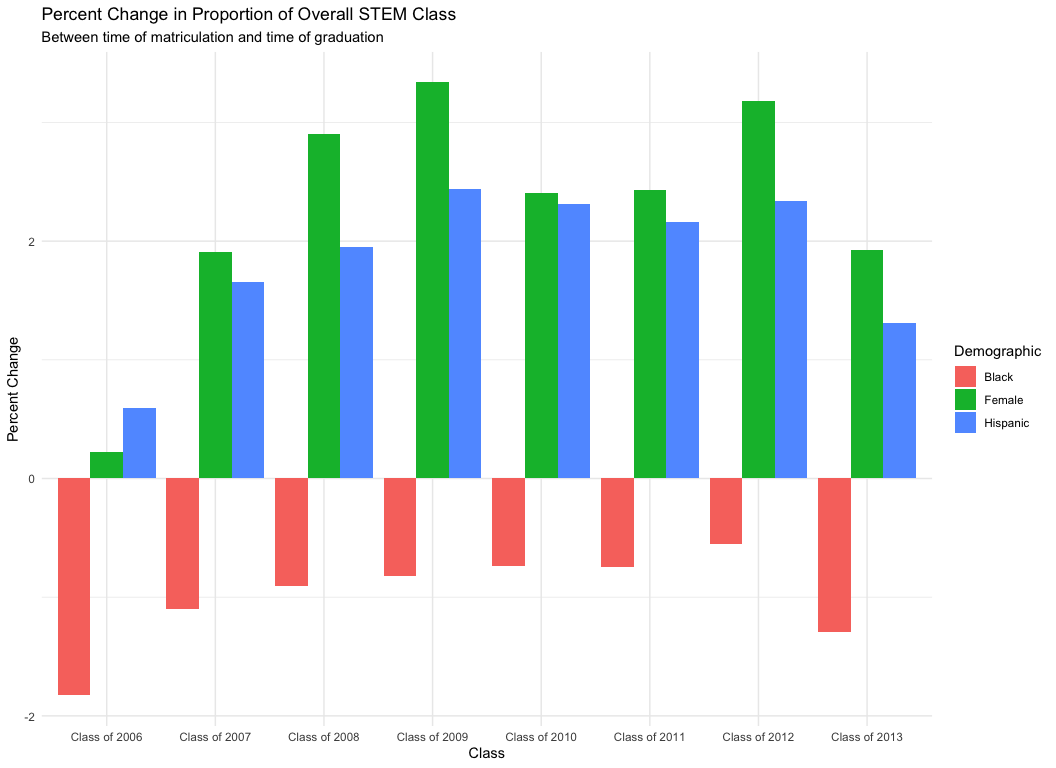 Percent Change in Proportion of Overall STEM Class
Between time of matriculation and time of graduation
Percent Change
2
0
-2
Class of 2006 Class of 2007 Class of 2008 Class of 2009 Class of 2010 Class of 2011 Class of 2012 Class of 2013
Class
Demographic
Black
Female
Hispanic